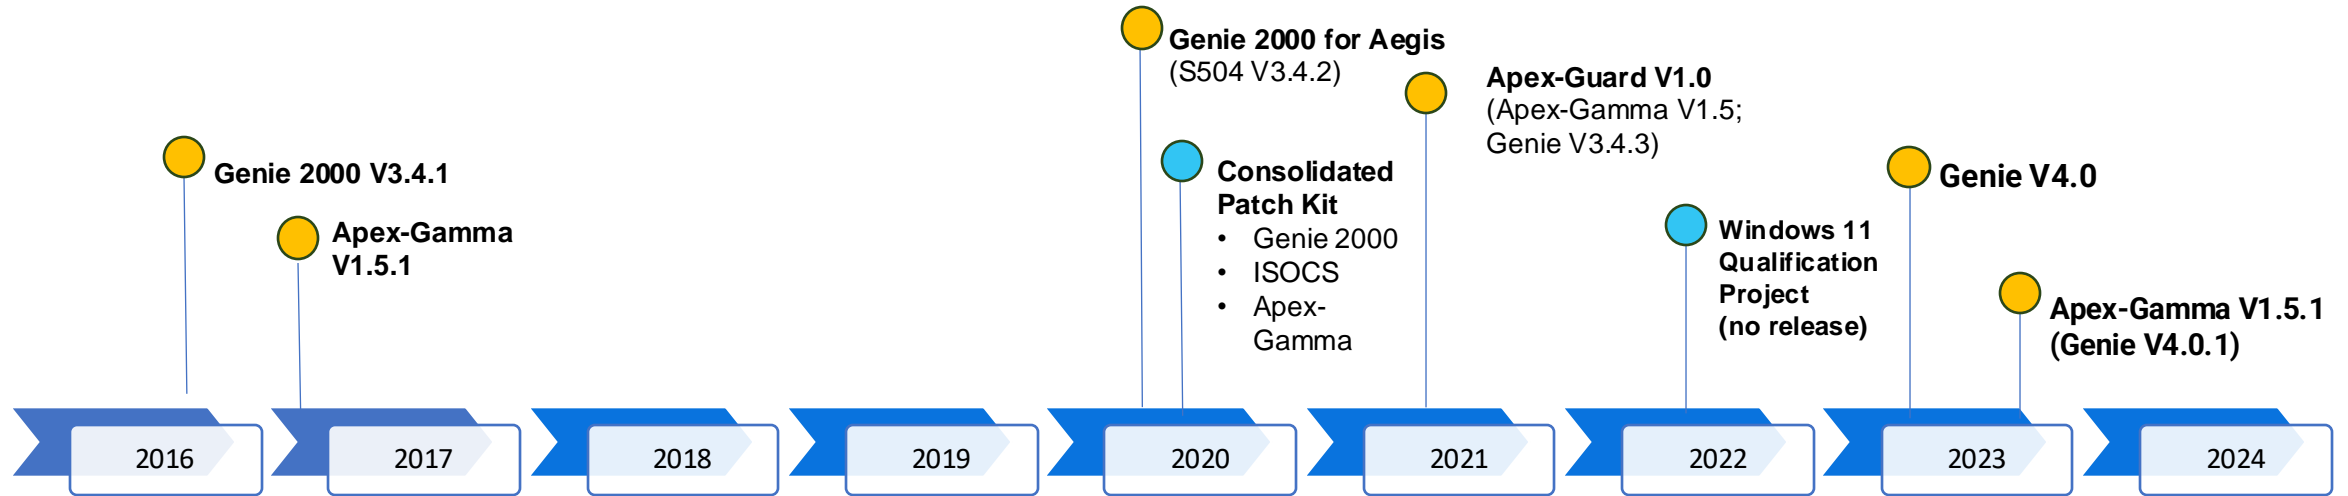 Genie 2000 for Aegis
(S504 V3.4.2)
Apex-Guard V1.0
(Apex-Gamma V1.5;
Genie V3.4.3)
Genie 2000 V3.4.1
Apex-Gamma
V1.5.1
Consolidated
Patch Kit
• Genie 2000
• ISOCS
• Apex-
Gamma
Windows 11
Qualification
Project
(no release)
Genie V4.0
Apex-Gamma V1.5.1
(Genie V4.0.1)
2016
2017
2018
2019
2020
2021
2022
2023
2024